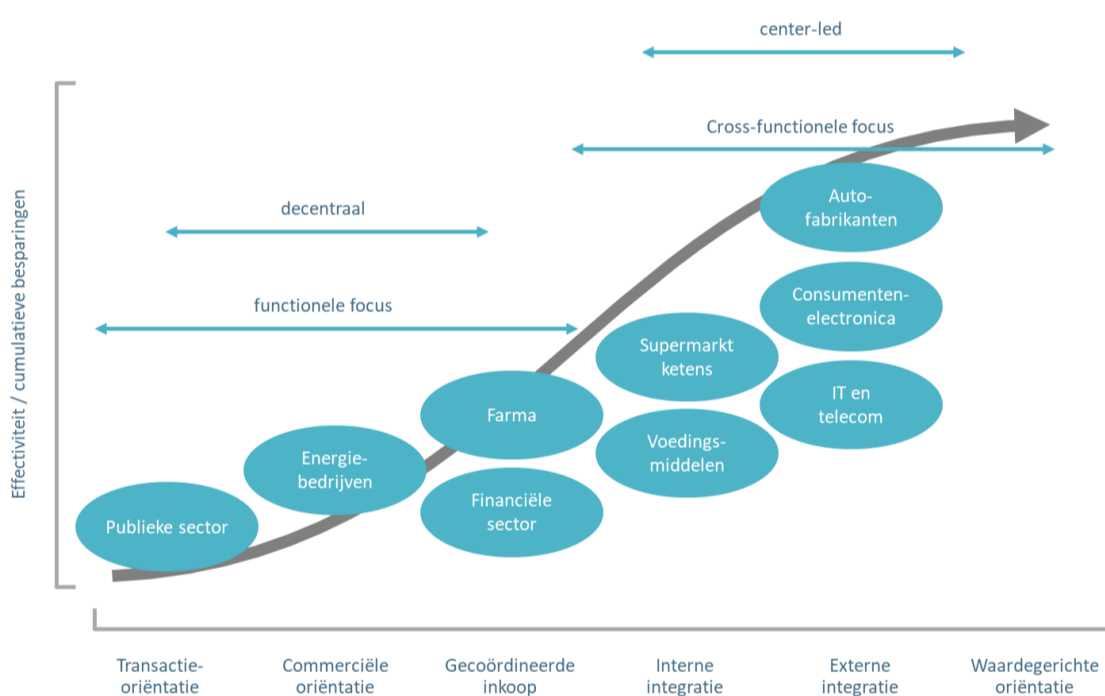 center-led
Cross-functionele focus
decentraal
functionele focus
Effectiviteit / cumulatieve besparingen
Auto-
fabrikanten
Consumenten-
electronica
Supermarkt
ketens
IT en
telecom
Farma
Voedings-
middelen
Energie-
bedrijven
Financiële
sector
Publieke sector
Transactie-
oriëntatie
Commerciële
oriëntatie
Gecoördineerde
inkoop
Interne
integratie
Externe
integratie
Waardegerichte
oriëntatie